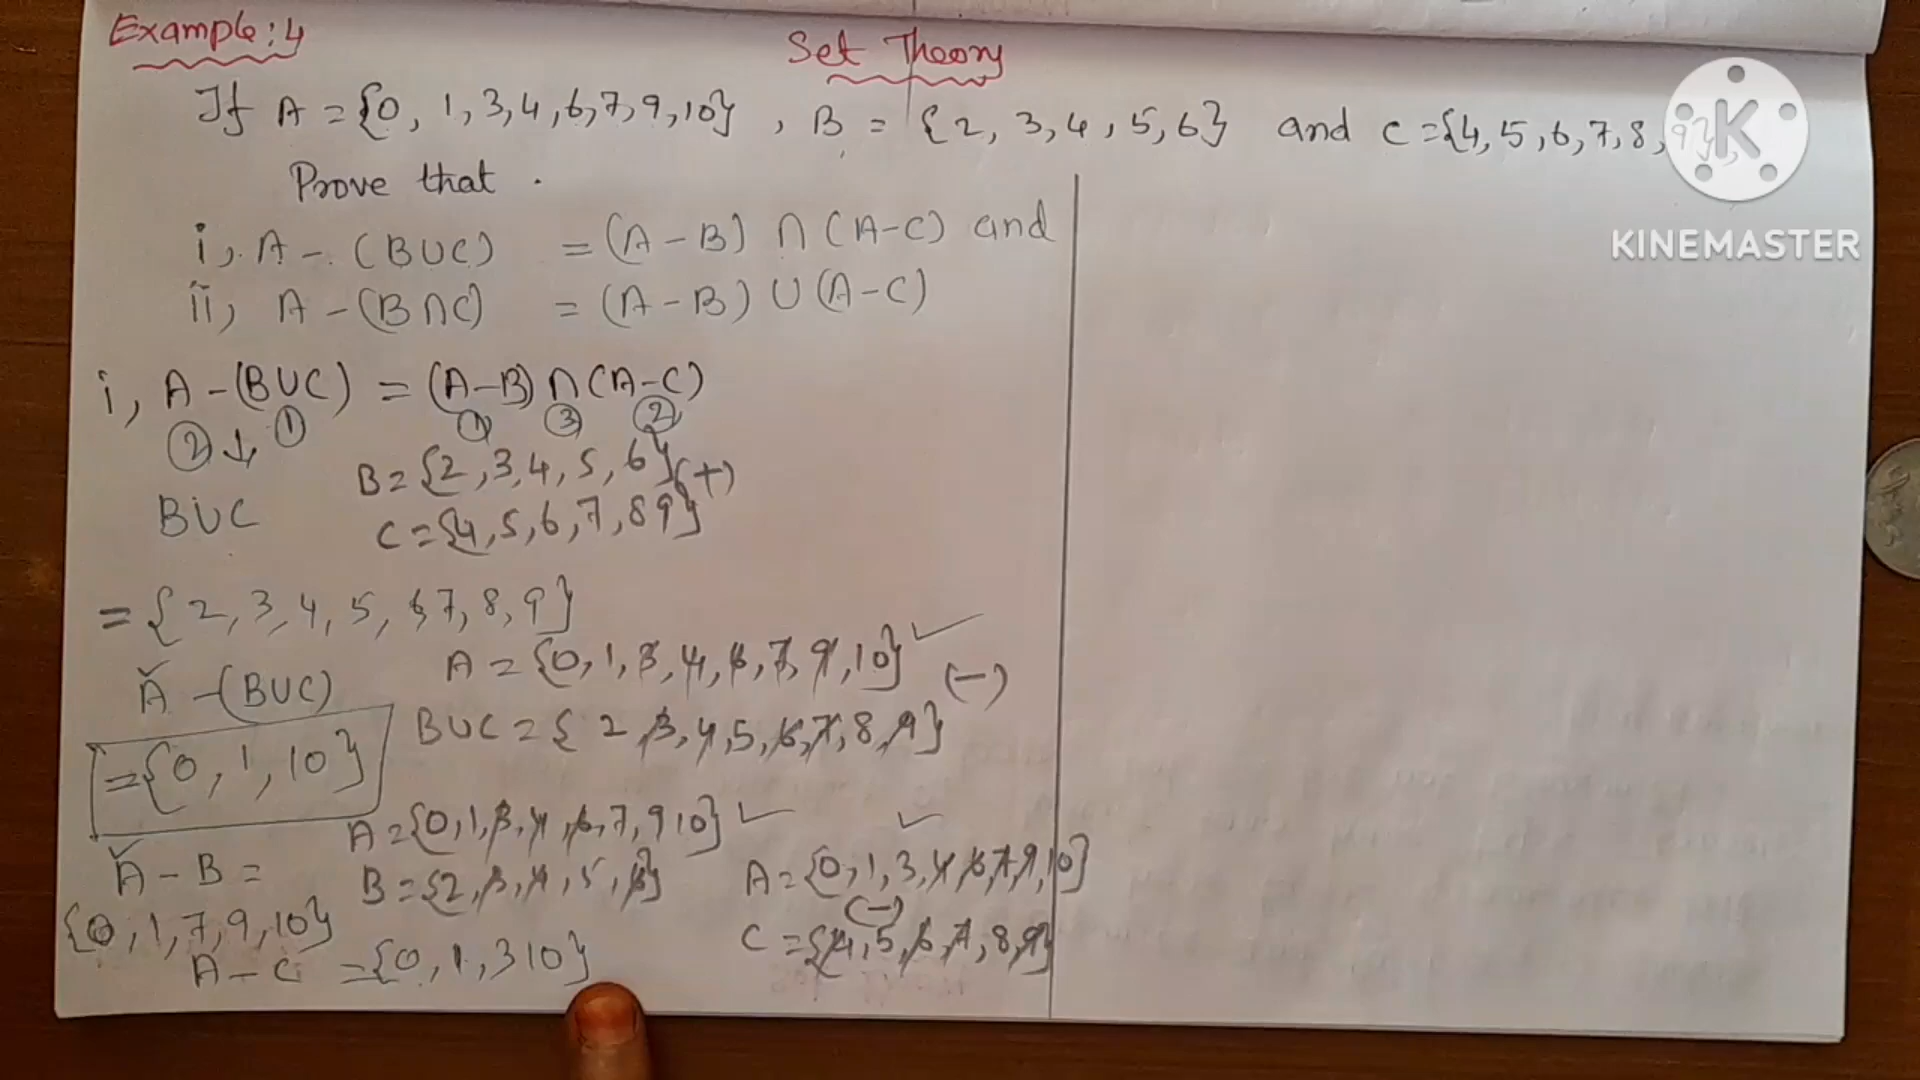 Example: 4
Set Theory
If A = {0, 1, 3, 4, 6, 7, 9, 10} , B = {2, 3, 4, 5, 6} and C = {4, 5, 6, 7, 8, 9},
Prove that .
i, A - (B∪C) = (A-B) ∩ (A-C) and
ii, A - (B∩C) = (A-B) ∪ (A-C)
i, A - (B∪C) = (A-B) ∩ (A-C)
② ↓ ① ① ③ ②
B = {2, 3, 4, 5, 6} (+)
B∪C
C = {4, 5, 6, 7, 8 9}
= {2, 3, 4, 5, 6 7, 8, 9}
A = {0, 1, 3, 4, 6, 7, 9, 10} ✓
A - (B∪C)
(-)
B∪C = {2, 3, 4, 5, 6, 7, 8, 9}
= {0, 1, 10}
A = {0, 1, 3, 4, 6, 7, 9 10} ✓
A - B =
B = {2, 3, 4, 5, 6}
{0, 1, 7, 9, 10}
A = {0, 1, 3, 4, 6, 7, 9, 10} ✓
(-)
C = {4, 5, 6, 7, 8, 9}
A - C = {0, 1, 3 10}
K
KINEMASTER